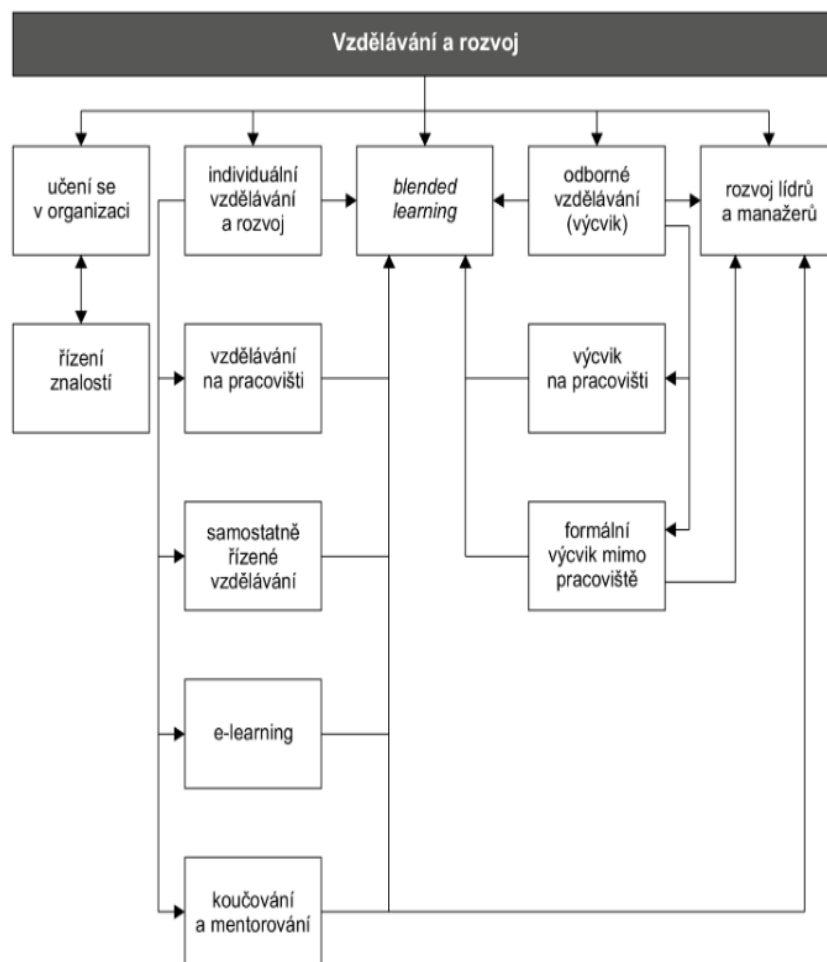 Vzdělávání a rozvoj
učení se
v organizaci
individuální
vzdělávání
a rozvoj
blended
learning
odborné
vzdělávání
(výcvik)
rozvoj lídrů
a manažerů
řízení
znalostí
vzdělávání
na pracovišti
výcvik
na pracovišti
samostatně
řízené
vzdělávání
formální
výcvik mimo
pracoviště
e-learning
koučování
a mentorování